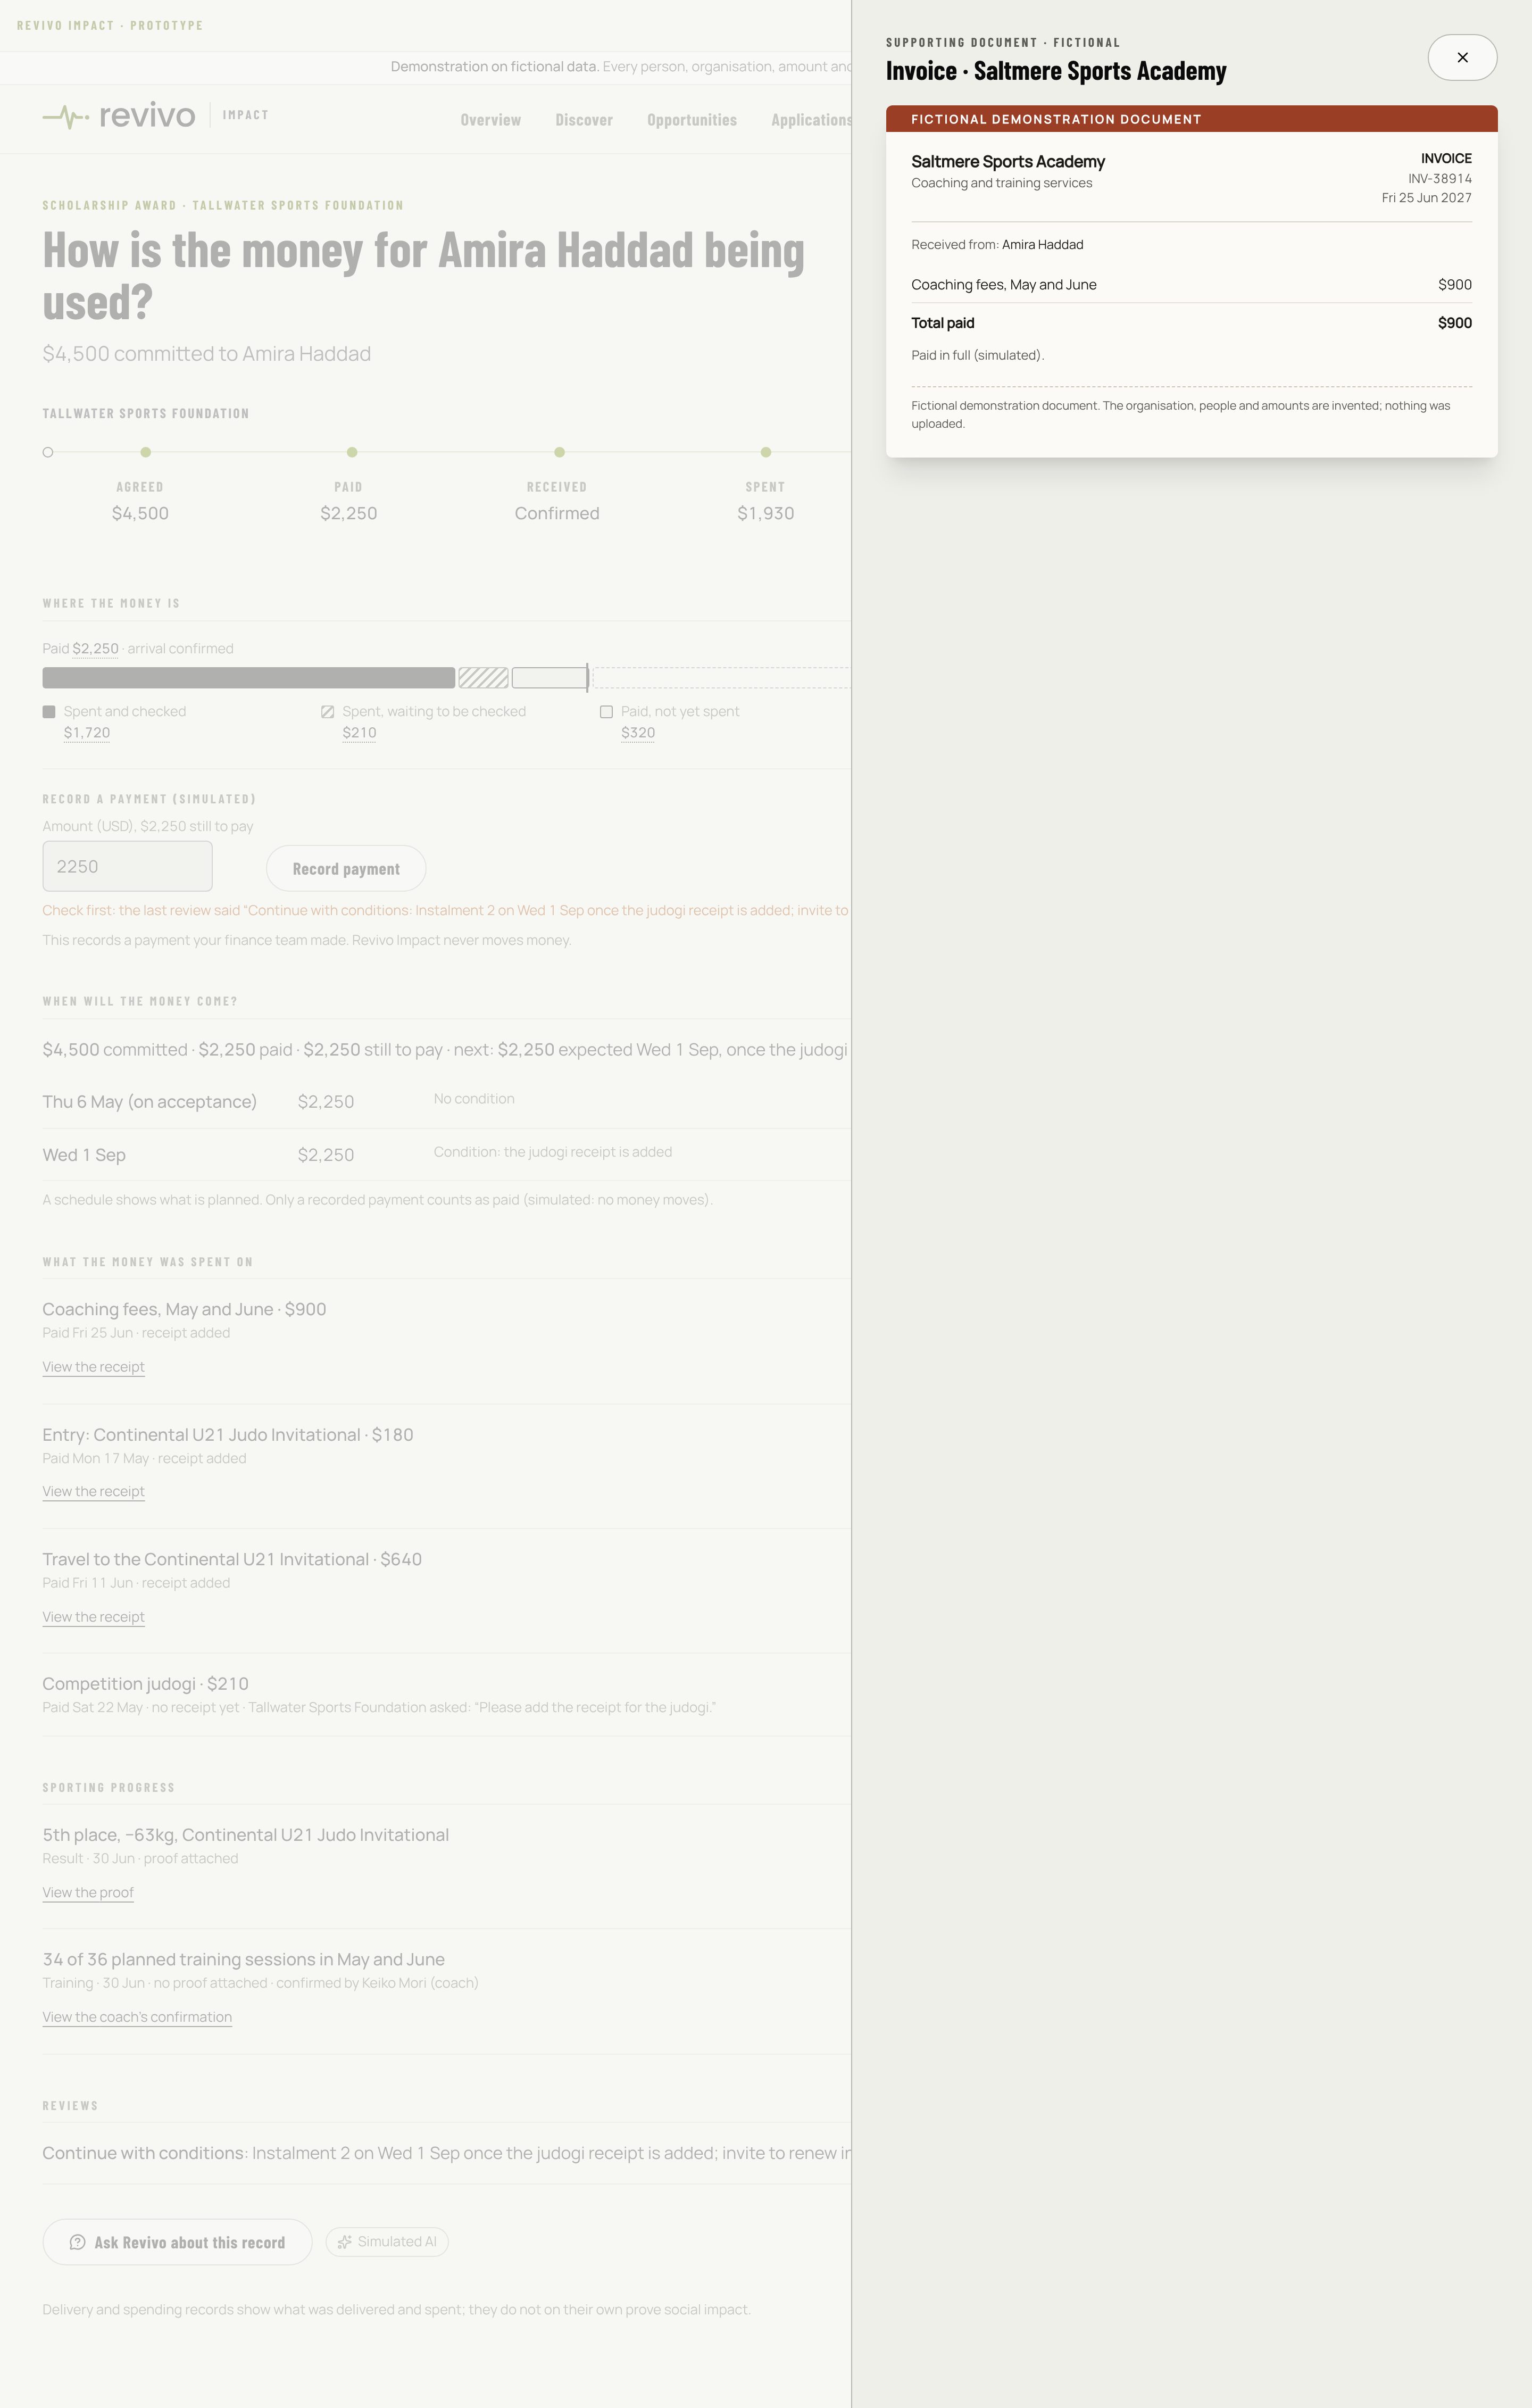 REVIVO IMPACT · PROTOTYPE
Demonstration on fictional data. Every person, organisation, amount and
revivo
IMPACT
Overview Discover Opportunities Applications
SCHOLARSHIP AWARD · TALLWATER SPORTS FOUNDATION
How is the money for Amira Haddad being
used?
$4,500 committed to Amira Haddad
TALLWATER SPORTS FOUNDATION
AGREED PAID RECEIVED SPENT
$4,500 $2,250 Confirmed $1,930
WHERE THE MONEY IS
Paid $2,250 · arrival confirmed
Spent and checked Spent, waiting to be checked Paid, not yet spent
$1,720 $210 $320
RECORD A PAYMENT (SIMULATED)
Amount (USD), $2,250 still to pay
2250
Record payment
Check first: the last review said “Continue with conditions: Instalment 2 on Wed 1 Sep once the judogi receipt is added; invite to
This records a payment your finance team made. Revivo Impact never moves money.
WHEN WILL THE MONEY COME?
$4,500 committed · $2,250 paid · $2,250 still to pay · next: $2,250 expected Wed 1 Sep, once the judogi
Thu 6 May (on acceptance) $2,250 No condition
Wed 1 Sep $2,250 Condition: the judogi receipt is added
A schedule shows what is planned. Only a recorded payment counts as paid (simulated: no money moves).
WHAT THE MONEY WAS SPENT ON
Coaching fees, May and June · $900
Paid Fri 25 Jun · receipt added
View the receipt
Entry: Continental U21 Judo Invitational · $180
Paid Mon 17 May · receipt added
View the receipt
Travel to the Continental U21 Invitational · $640
Paid Fri 11 Jun · receipt added
View the receipt
Competition judogi · $210
Paid Sat 22 May · no receipt yet · Tallwater Sports Foundation asked: “Please add the receipt for the judogi.”
SPORTING PROGRESS
5th place, −63kg, Continental U21 Judo Invitational
Result · 30 Jun · proof attached
View the proof
34 of 36 planned training sessions in May and June
Training · 30 Jun · no proof attached · confirmed by Keiko Mori (coach)
View the coach’s confirmation
REVIEWS
Continue with conditions: Instalment 2 on Wed 1 Sep once the judogi receipt is added; invite to renew in
Ask Revivo about this record
Simulated AI
Delivery and spending records show what was delivered and spent; they do not on their own prove social impact.
SUPPORTING DOCUMENT · FICTIONAL
Invoice · Saltmere Sports Academy
FICTIONAL DEMONSTRATION DOCUMENT
Saltmere Sports Academy
Coaching and training services
INVOICE
INV-38914
Fri 25 Jun 2027
Received from: Amira Haddad
Coaching fees, May and June $900
Total paid $900
Paid in full (simulated).
Fictional demonstration document. The organisation, people and amounts are invented; nothing was
uploaded.